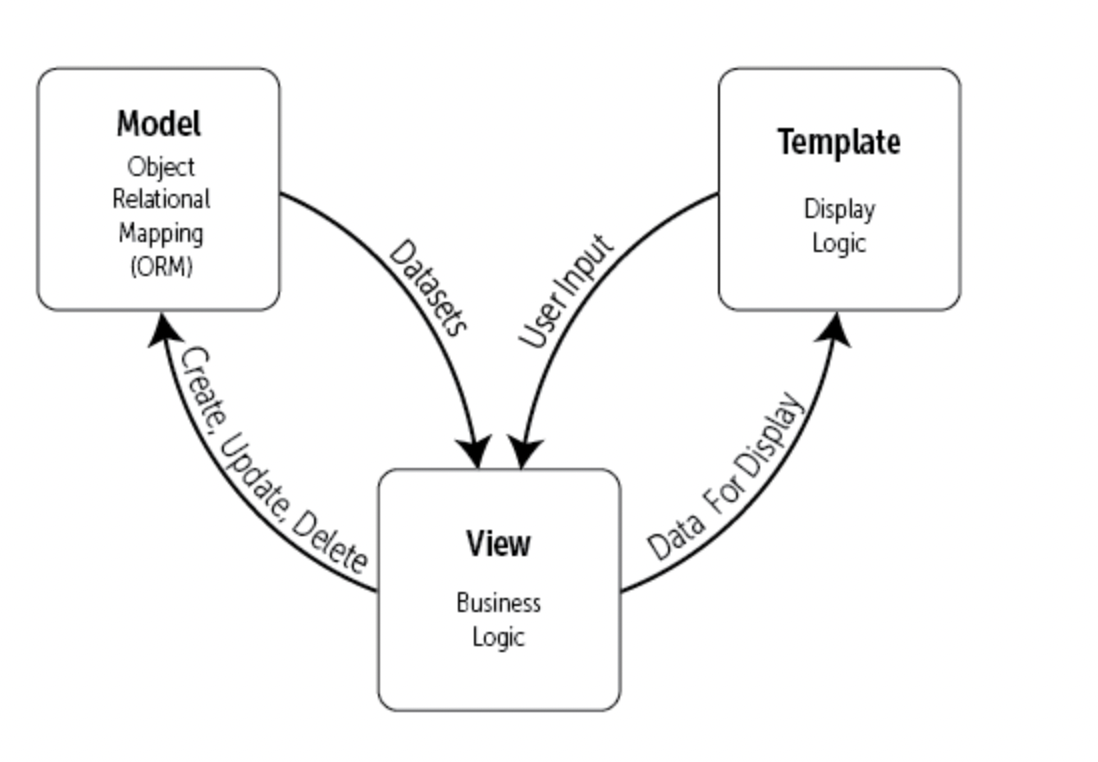 Model
Object
Relational
Mapping
(ORM)
Template
Display
Logic
Datasets
User Input
Create, Update, Delete
Data For Display
View
Business
Logic